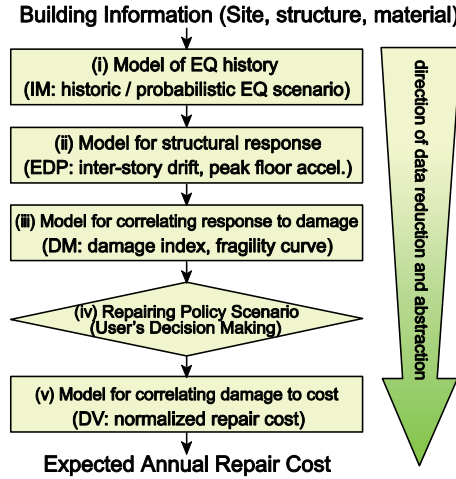 Building Information (Site, structure, material)
(i) Model of EQ history
(IM: historic / probabilistic EQ scenario)
(ii) Model for structural response
(EDP: inter-story drift, peak floor accel.)
(iii) Model for correlating response to damage
(DM: damage index, fragility curve)
(iv) Repairing Policy Scenario
(User's Decision Making)
(v) Model for correlating damage to cost
(DV: normalized repair cost)
Expected Annual Repair Cost
direction of data reduction and abstraction